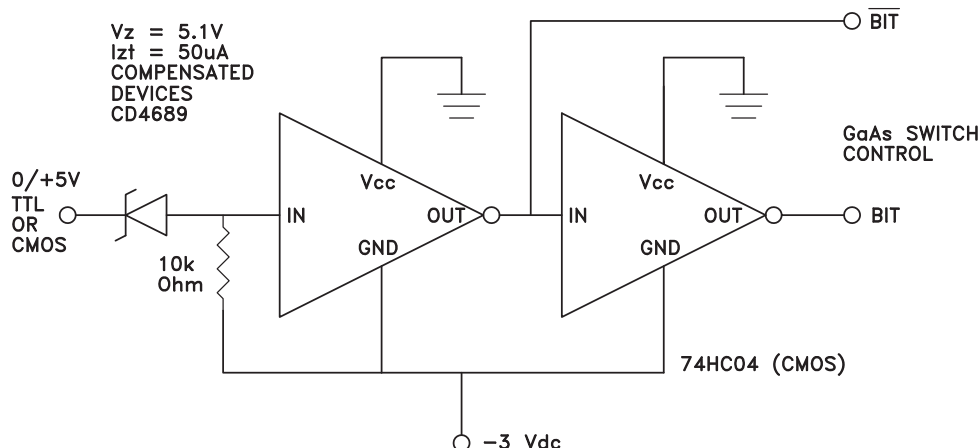 Vz = 5.1V
Izt = 50uA
COMPENSATED
DEVICES
CD4689
BIT
GaAs SWITCH
CONTROL
0/+5V
TTL
OR
CMOS
Vcc
IN
OUT
GND
Vcc
IN
OUT
GND
BIT
10k
Ohm
74HC04 (CMOS)
-3 Vdc